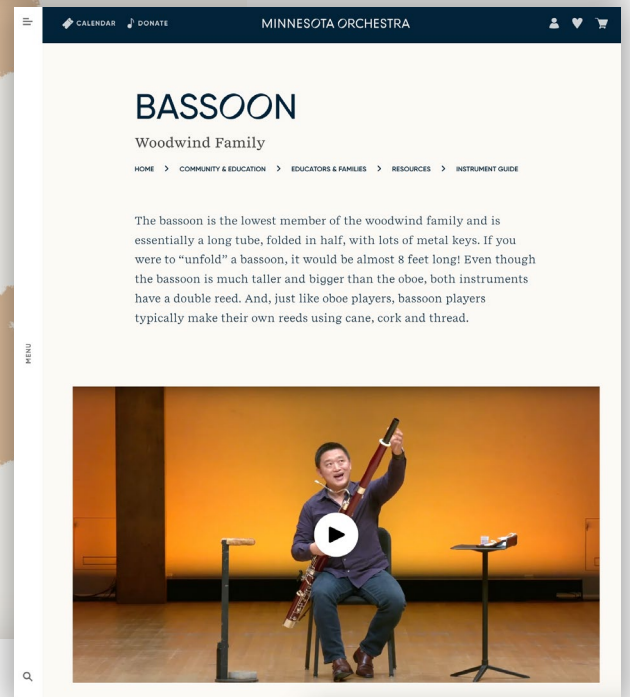 CALENDAR DONATE MINNESOTA ORCHESTRA
BASSOON
Woodwind Family
HOME > COMMUNITY & EDUCATION > EDUCATORS & FAMILIES > RESOURCES > INSTRUMENT GUIDE
The bassoon is the lowest member of the woodwind family and is
essentially a long tube, folded in half, with lots of metal keys. If you
were to “unfold” a bassoon, it would be almost 8 feet long! Even though
the bassoon is much taller and bigger than the oboe, both instruments
have a double reed. And, just like oboe players, bassoon players
typically make their own reeds using cane, cork and thread.
MENU